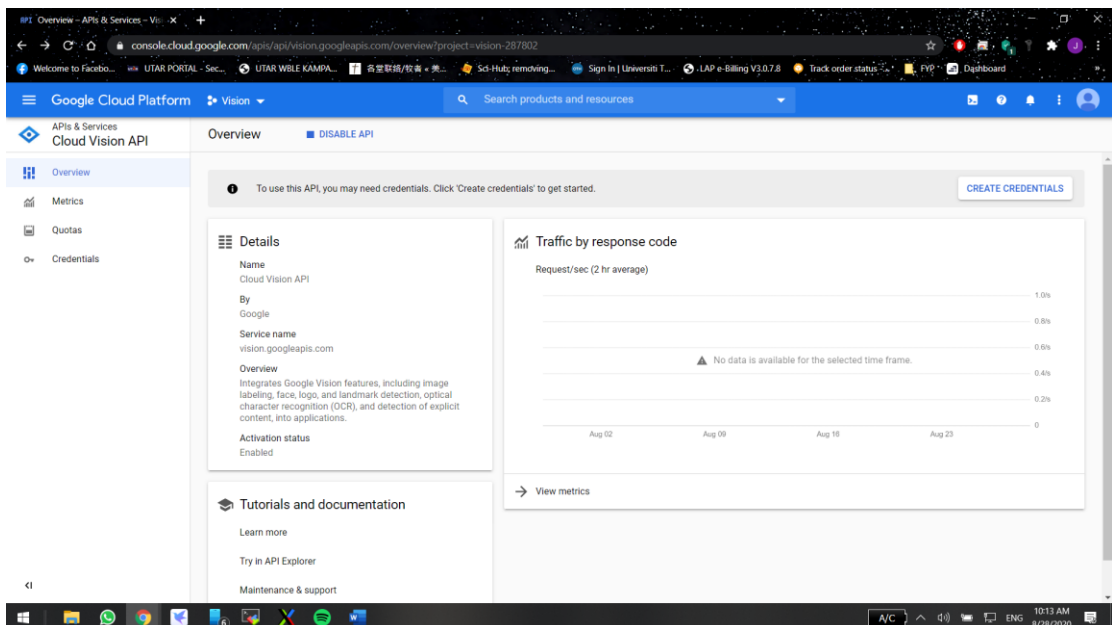 API Overview – APIs & Services – Vis
console.cloud.google.com/apis/api/vision.googleapis.com/overview?project=vision-287802
Welcome to Facebo... UTAR PORTAL - Sec... UTAR WBLE KAMPA... Sci-Hub: removing... Sign In | Universiti T... .:LAP e-Billing V3.0.7.8 Track order status FYP Dashboard
Google Cloud Platform Vision Search products and resources
APIs & Services
Cloud Vision API
Overview DISABLE API
Overview
Metrics
Quotas
Credentials
To use this API, you may need credentials. Click 'Create credentials' to get started. CREATE CREDENTIALS
Details
Name
Cloud Vision API
By
Google
Service name
vision.googleapis.com
Overview
Integrates Google Vision features, including image
labeling, face, logo, and landmark detection, optical
character recognition (OCR), and detection of explicit
content, into applications.
Activation status
Enabled
Traffic by response code
Request/sec (2 hr average)
1.0/s
0.8/s
0.6/s
No data is available for the selected time frame.
0.4/s
0.2/s
0
Aug 02 Aug 09 Aug 16 Aug 23
View metrics
Tutorials and documentation
Learn more
Try in API Explorer
Maintenance & support
A/C ENG 10:13 AM
8/28/2020